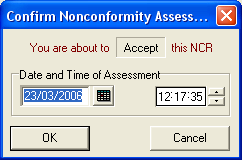 Confirm Nonconformity Assess...
You are about to Accept this NCR
Date and Time of Assessment
23/03/2006 12:17:35
OK Cancel